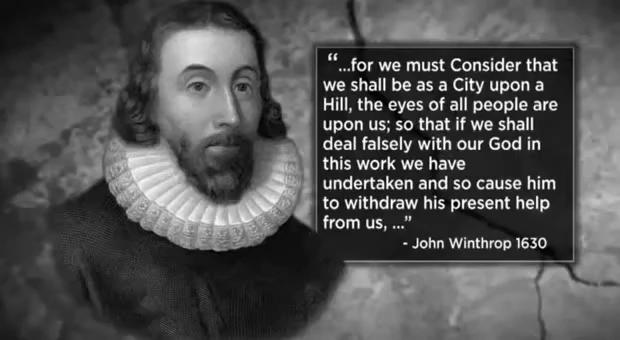 “...for we must Consider that
we shall be as a City upon a
Hill, the eyes of all people are
upon us; so that if we shall
deal falsely with our God in
this work we have
undertaken and so cause him
to withdraw his present help
from us, ...”
- John Winthrop 1630